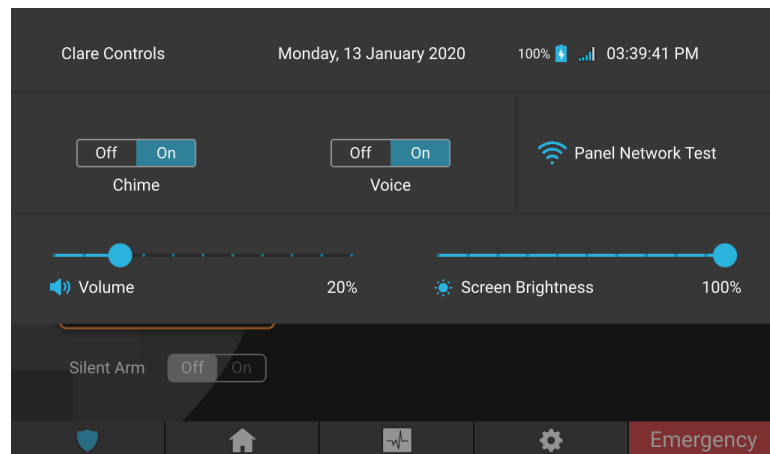 Clare Controls Monday, 13 January 2020 100% 03:39:41 PM
Off On Off On Panel Network Test
Chime Voice
Volume 20% Screen Brightness 100%
Silent Arm Off On
Emergency